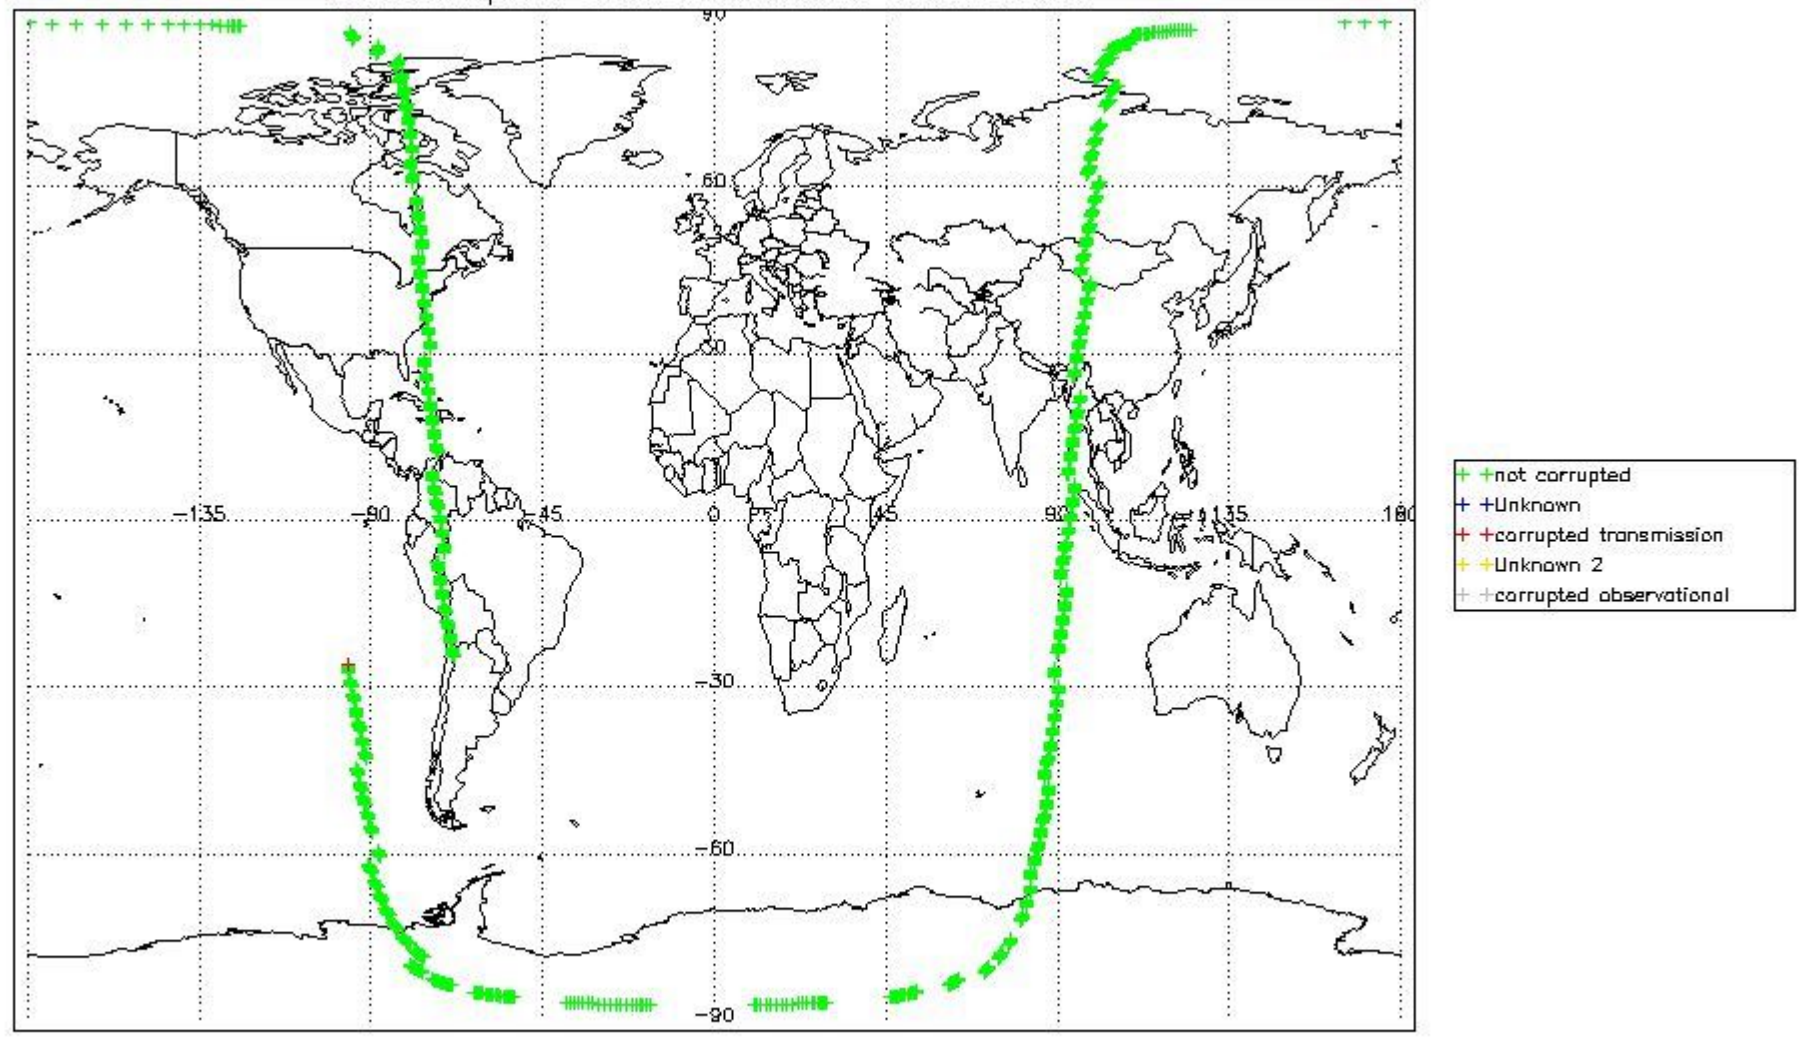 90
60
30
-135
-90
-45
0
45
90
135
180
-30
-60
-90
not corrupted
Unknown
corrupted transmission
Unknown 2
corrupted observational